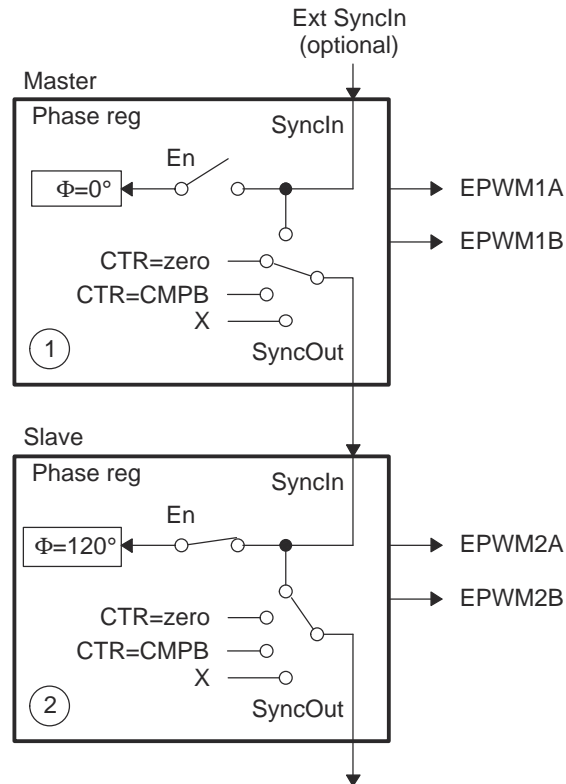 Ext SyncIn
(optional)
Master
Phase reg
SyncIn
En
Φ=0°
EPWM1A
EPWM1B
CTR=zero
CTR=CMPB
X
1
SyncOut
Slave
Phase reg
SyncIn
En
Φ=120°
EPWM2A
EPWM2B
CTR=zero
CTR=CMPB
X
2
SyncOut